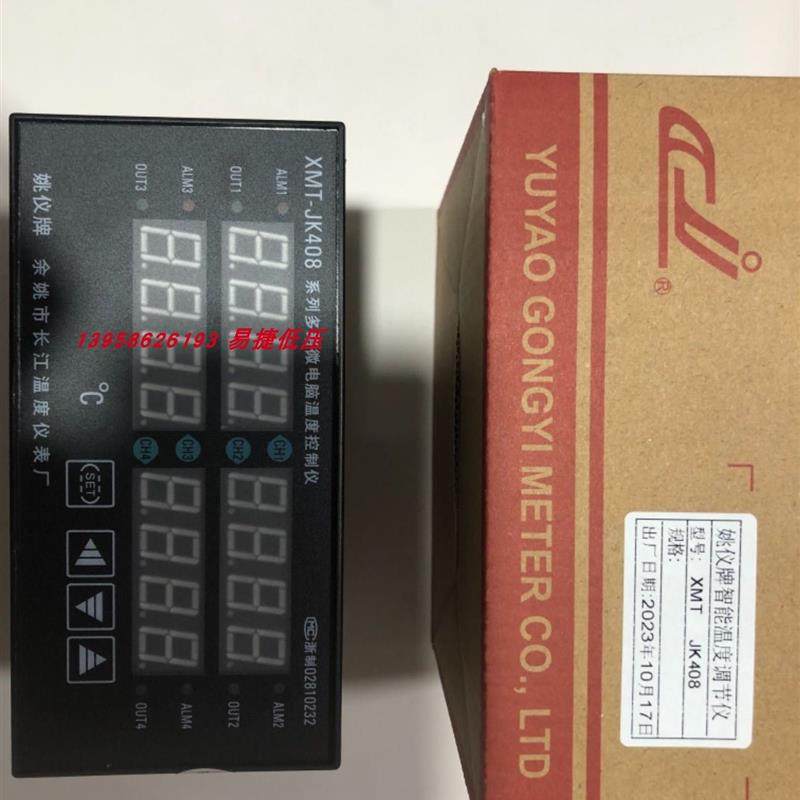 XMT-JK408 系列多
微电脑温度控制仪
ALM1
OUT1
ALM3
OUT3
CH1
CH2
CH3
CH4
℃
SET
ALM2
OUT2
ALM4
OUT4
MC 浙制02810232
姚仪牌 余姚市长江温度仪表厂
13958626193 易捷低压
CJ
®
YUYAO GONGYI METER CO., LTD
姚仪牌智能温度调节仪
型号: XMT JK408
规格:
出厂日期:2023年10月17日